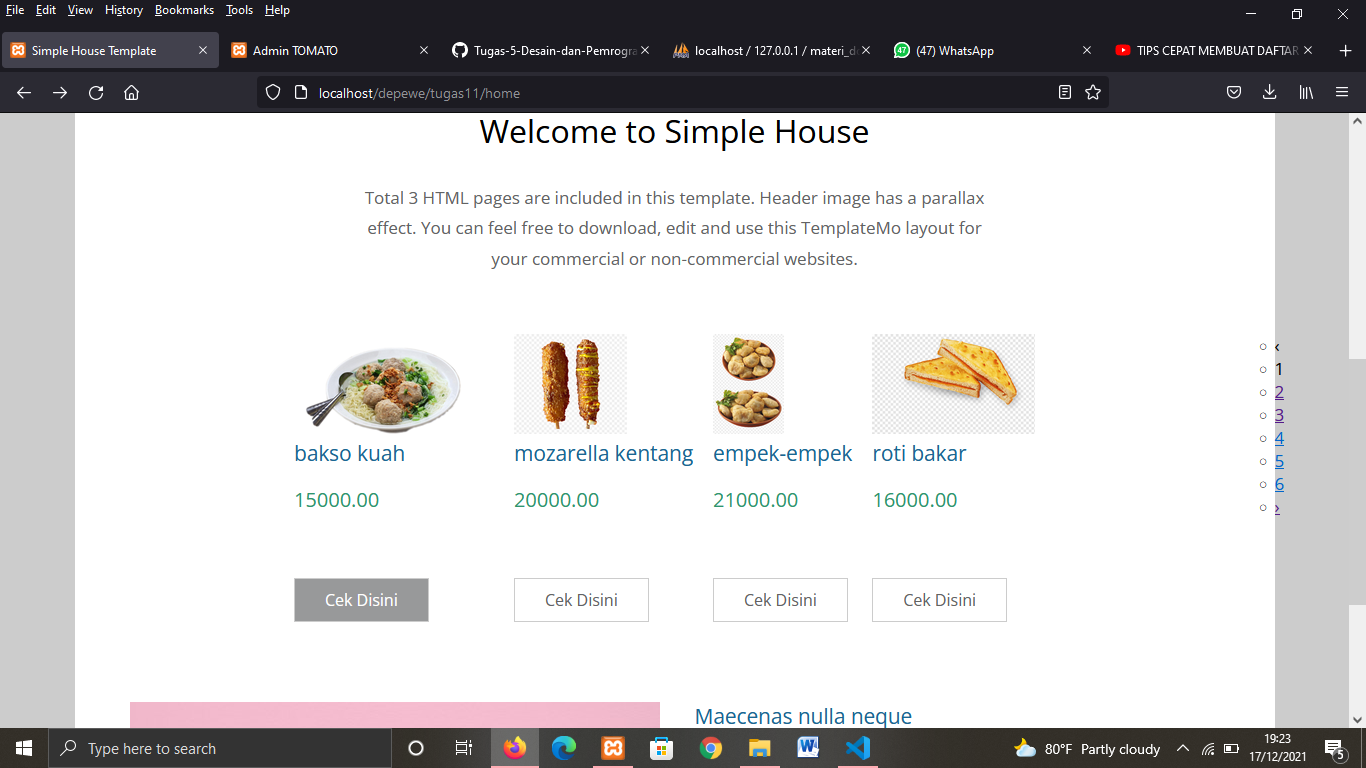 File Edit View History Bookmarks Tools Help
Simple House Template
Admin TOMATO
Tugas-5-Desain-dan-Pemrogra
localhost / 127.0.0.1 / materi_d
(47) WhatsApp
TIPS CEPAT MEMBUAT DAFTAR
localhost/depewe/tugas11/home
Welcome to Simple House
Total 3 HTML pages are included in this template. Header image has a parallax
effect. You can feel free to download, edit and use this TemplateMo layout for
your commercial or non-commercial websites.
bakso kuah
15000.00
Cek Disini
mozarella kentang
20000.00
Cek Disini
empek-empek
21000.00
Cek Disini
roti bakar
16000.00
Cek Disini
‹
1
2
3
4
5
6
›
Maecenas nulla neque
Type here to search
80°F Partly cloudy
19:23
17/12/2021
5